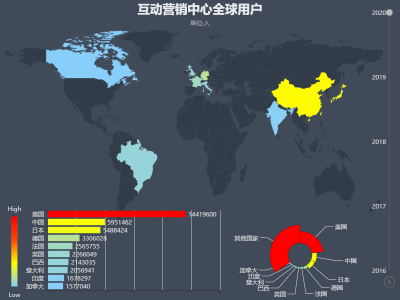 互动营销中心全球用户
单位:人
2020
2019
2018
2017
2016
High
Low
美国 14419600
中国 5951462
日本 5488424
德国 3306028
法国 2565755
英国 2266049
巴西 2143035
意大利 2056941
印度 1678297
加拿大 1577040
美国
中国
日本
德国
法国
英国
巴西
意大利
印度
加拿大
其他国家